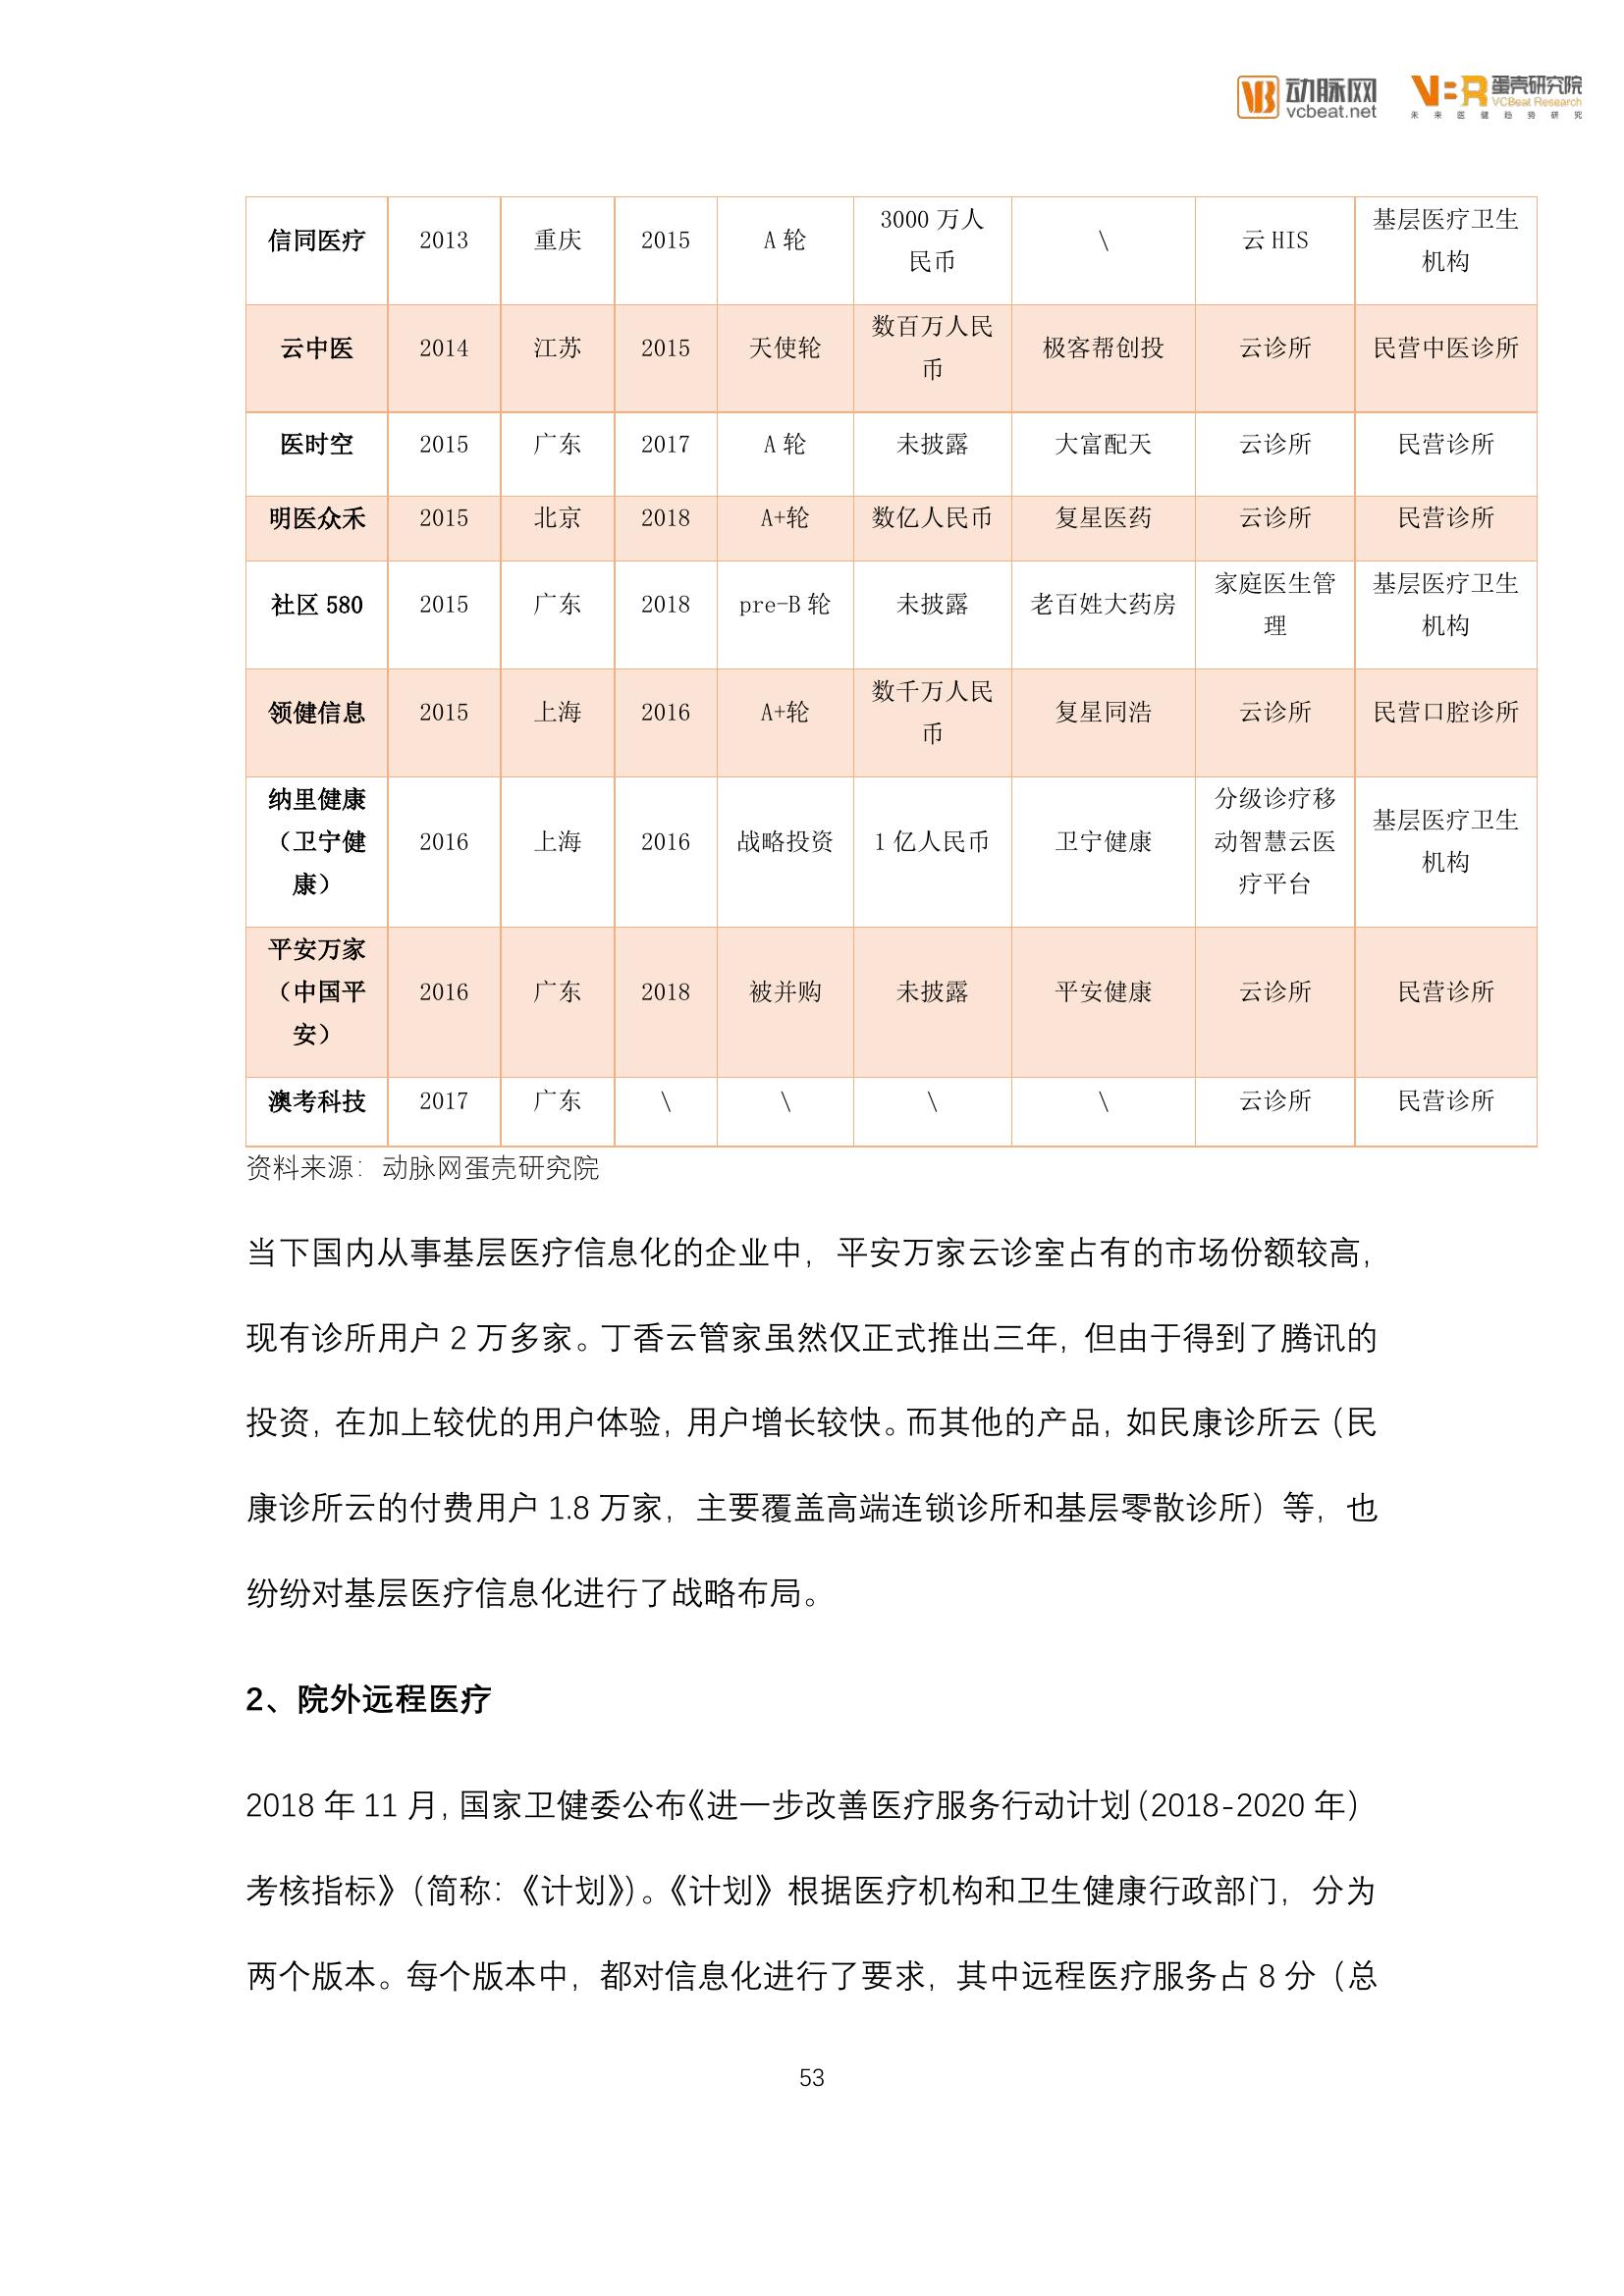 动脉网
vcbeat.net
VBR 蛋壳研究院
VCBeat Research
未来医健趋势研究
信同医疗 2013 重庆 2015 A 轮 3000 万人民币 \ 云 HIS 基层医疗卫生机构
云中医 2014 江苏 2015 天使轮 数百万人民币 极客帮创投 云诊所 民营中医诊所
医时空 2015 广东 2017 A 轮 未披露 大富配天 云诊所 民营诊所
明医众禾 2015 北京 2018 A+轮 数亿人民币 复星医药 云诊所 民营诊所
社区 580 2015 广东 2018 pre-B 轮 未披露 老百姓大药房 家庭医生管理 基层医疗卫生机构
领健信息 2015 上海 2016 A+轮 数千万人民币 复星同浩 云诊所 民营口腔诊所
纳里健康（卫宁健康） 2016 上海 2016 战略投资 1 亿人民币 卫宁健康 分级诊疗移动智慧云医疗平台 基层医疗卫生机构
平安万家（中国平安） 2016 广东 2018 被并购 未披露 平安健康 云诊所 民营诊所
澳考科技 2017 广东 \ \ \ \ 云诊所 民营诊所
资料来源：动脉网蛋壳研究院
当下国内从事基层医疗信息化的企业中，平安万家云诊室占有的市场份额较高，
现有诊所用户 2 万多家。丁香云管家虽然仅正式推出三年，但由于得到了腾讯的
投资，在加上较优的用户体验，用户增长较快。而其他的产品，如民康诊所云（民
康诊所云的付费用户 1.8 万家，主要覆盖高端连锁诊所和基层零散诊所）等，也
纷纷对基层医疗信息化进行了战略布局。
2、院外远程医疗
2018 年 11 月，国家卫健委公布《进一步改善医疗服务行动计划（2018-2020 年）
考核指标》（简称：《计划》）。《计划》根据医疗机构和卫生健康行政部门，分为
两个版本。每个版本中，都对信息化进行了要求，其中远程医疗服务占 8 分（总
53